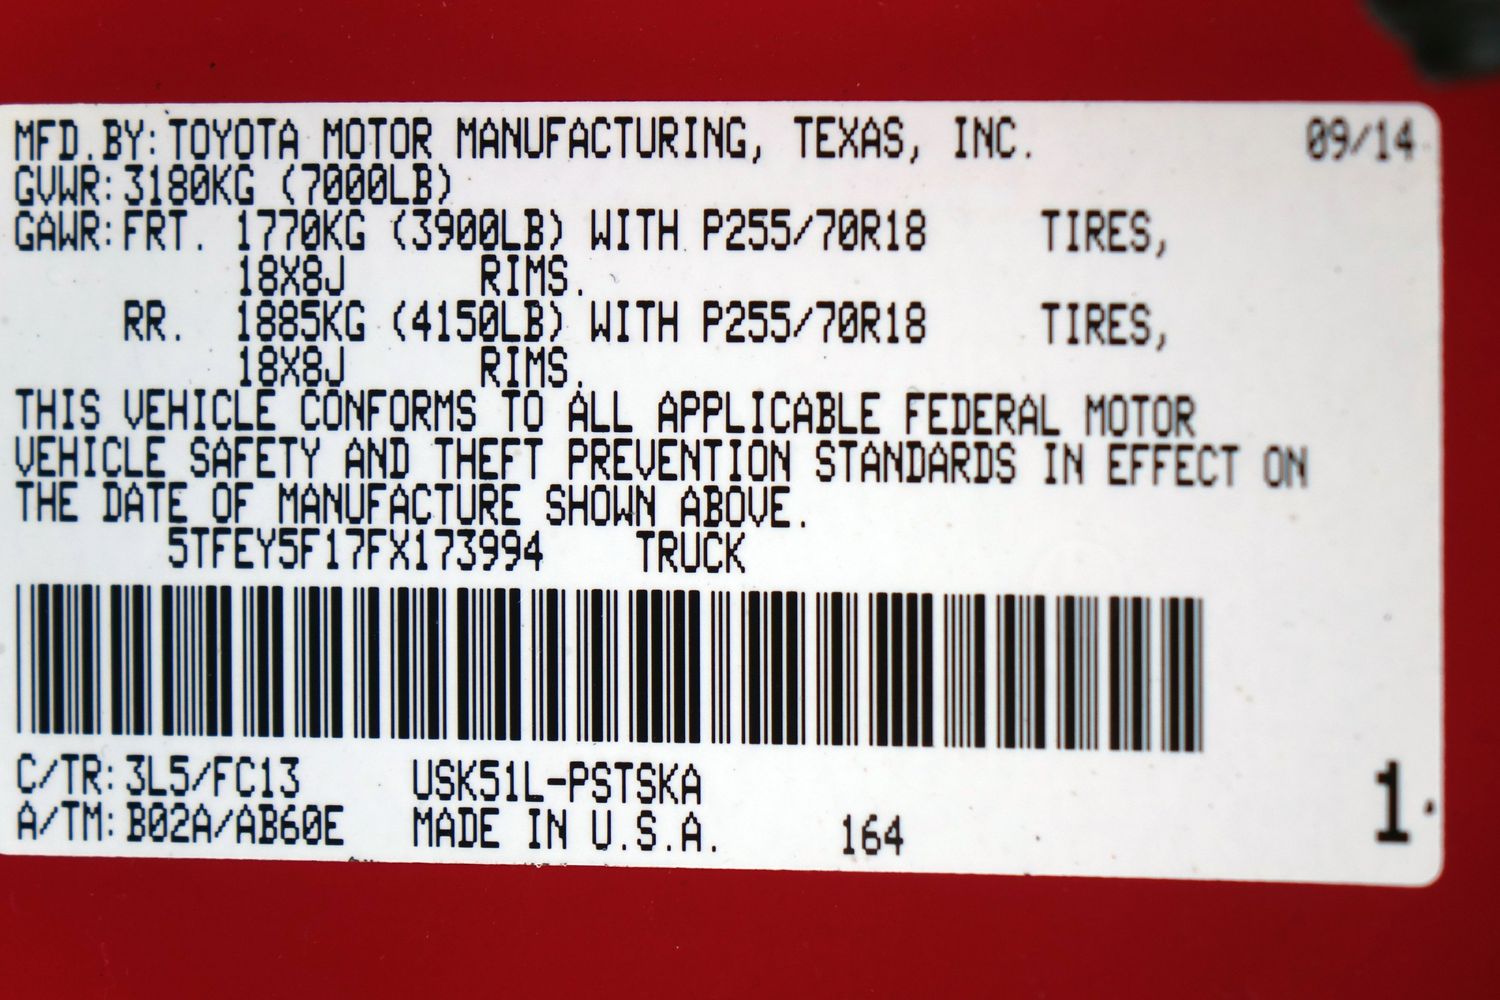 MFD.BY: TOYOTA MOTOR MANUFACTURING, TEXAS, INC. 09/14
GVWR: 3180KG (7000LB)
GAWR: FRT. 1770KG (3900LB) WITH P255/70R18 TIRES,
18X8J RIMS.
RR. 1885KG (4150LB) WITH P255/70R18 TIRES,
18X8J RIMS.
THIS VEHICLE CONFORMS TO ALL APPLICABLE FEDERAL MOTOR
VEHICLE SAFETY AND THEFT PREVENTION STANDARDS IN EFFECT ON
THE DATE OF MANUFACTURE SHOWN ABOVE.
5TFEY5F17FX173994 TRUCK
C/TR: 3L5/FC13 USK51L-PSTSKA
A/TM: B02A/AB60E MADE IN U.S.A. 164
1